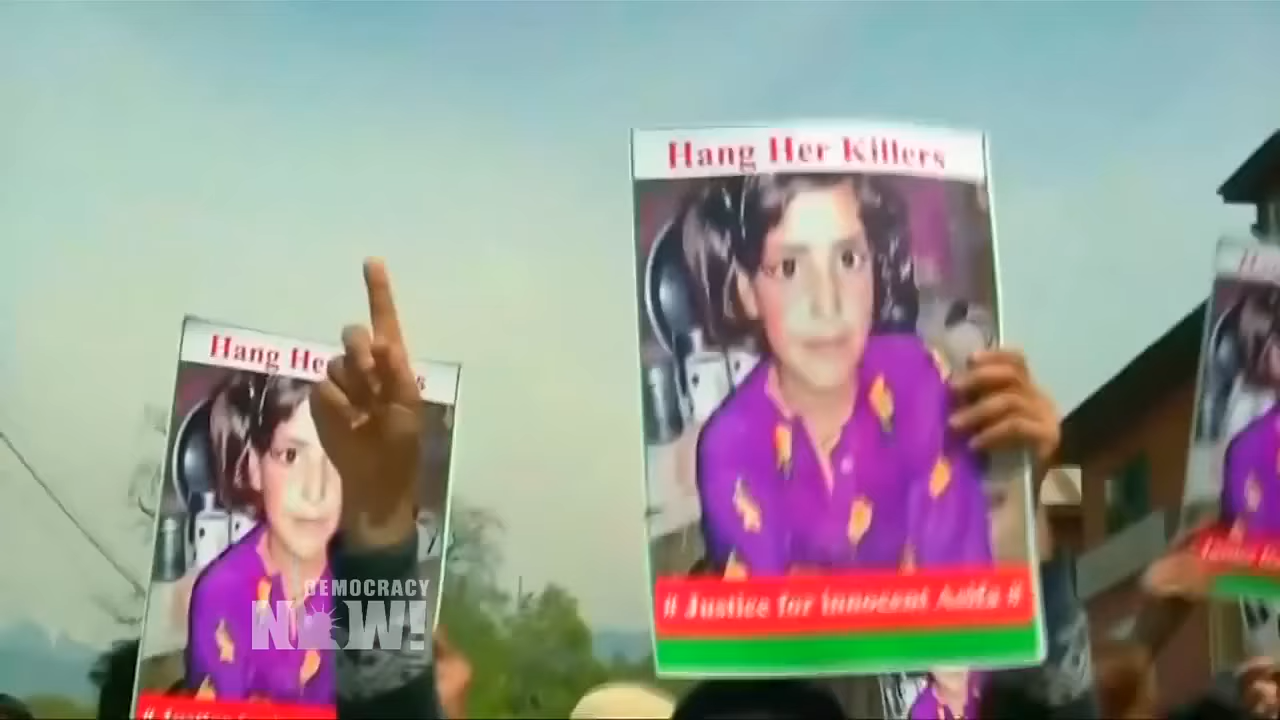 Hang Her Killers
# Justice for Innocent Asifa #
Hang He
DEMOCRACY
NOW!